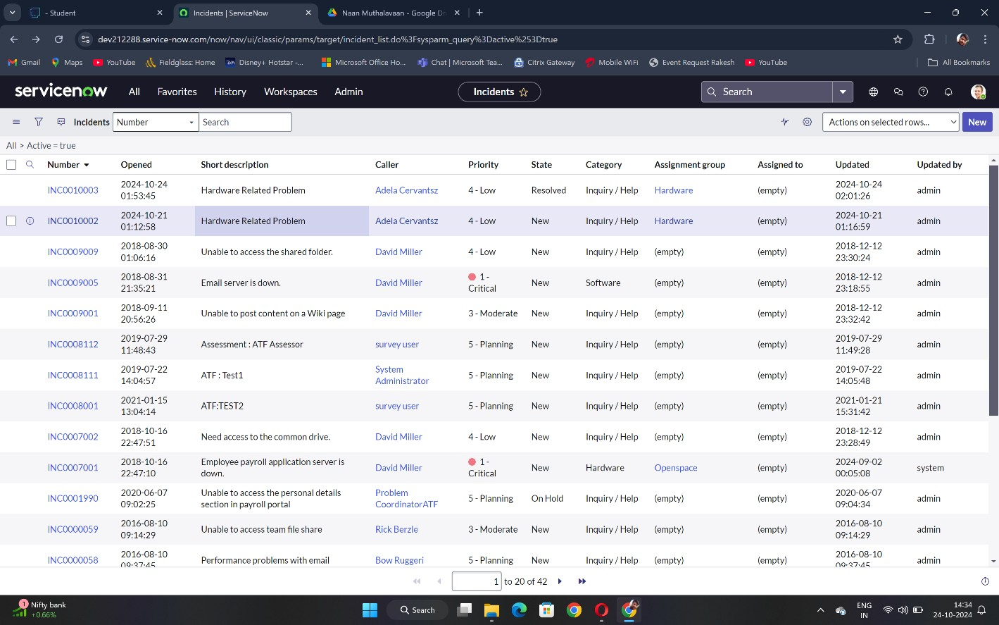 - Student
Incidents | ServiceNow
Naan Muthalavaan - Google Dr
dev212288.service-now.com/now/nav/ui/classic/params/target/incident_list.do%3Fsysparm_query%3Dactive%253Dtrue
Gmail Maps YouTube Fieldglass: Home Disney+ Hotstar -... Microsoft Office Ho... Chat | Microsoft Tea... Citrix Gateway Mobile WiFi Event Request Rakesh YouTube All Bookmarks
servicenow All Favorites History Workspaces Admin Incidents Search
Incidents Number Search Actions on selected rows... New
All > Active = true
Number Opened Short description Caller Priority State Category Assignment group Assigned to Updated Updated by
INC0010003 2024-10-24 01:53:45 Hardware Related Problem Adela Cervantsz 4 - Low Resolved Inquiry / Help Hardware (empty) 2024-10-24 02:01:26 admin
INC0010002 2024-10-21 01:12:58 Hardware Related Problem Adela Cervantsz 4 - Low New Inquiry / Help Hardware (empty) 2024-10-21 01:16:59 admin
INC0009009 2018-08-30 01:06:16 Unable to access the shared folder. David Miller 4 - Low New Inquiry / Help (empty) (empty) 2018-12-12 23:30:24 admin
INC0009005 2018-08-31 21:35:21 Email server is down. David Miller 1 - Critical New Software (empty) (empty) 2018-12-12 23:18:55 admin
INC0009001 2018-09-11 20:56:26 Unable to post content on a Wiki page David Miller 3 - Moderate New Inquiry / Help (empty) (empty) 2018-12-12 23:32:42 admin
INC0008112 2019-07-29 11:48:43 Assessment : ATF Assessor survey user 5 - Planning New Inquiry / Help (empty) (empty) 2019-07-29 11:49:28 admin
INC0008111 2019-07-22 14:04:57 ATF : Test1 System Administrator 5 - Planning New Inquiry / Help (empty) (empty) 2019-07-22 14:05:48 admin
INC0008001 2021-01-15 13:04:14 ATF:TEST2 survey user 5 - Planning New Inquiry / Help (empty) (empty) 2021-01-21 15:31:42 admin
INC0007002 2018-10-16 22:47:51 Need access to the common drive. David Miller 4 - Low New Inquiry / Help (empty) (empty) 2018-12-12 23:28:49 admin
INC0007001 2018-10-16 22:47:10 Employee payroll application server is down. David Miller 1 - Critical New Hardware Openspace (empty) 2024-09-02 00:05:08 system
INC0001990 2020-06-07 09:02:25 Unable to access the personal details section in payroll portal Problem CoordinatorATF 5 - Planning On Hold Inquiry / Help (empty) (empty) 2020-06-07 09:04:34 admin
INC0000059 2016-08-10 09:14:29 Unable to access team file share Rick Berzle 3 - Moderate New Inquiry / Help (empty) (empty) 2016-08-10 09:14:29 admin
INC0000058 2016-08-10 09:37:45 Performance problems with email Bow Ruggeri 5 - Planning New Inquiry / Help (empty) (empty) 2016-08-10 09:37:45 admin
1 to 20 of 42
1 Nifty bank +0.66% Search ENG IN 14:34 24-10-2024